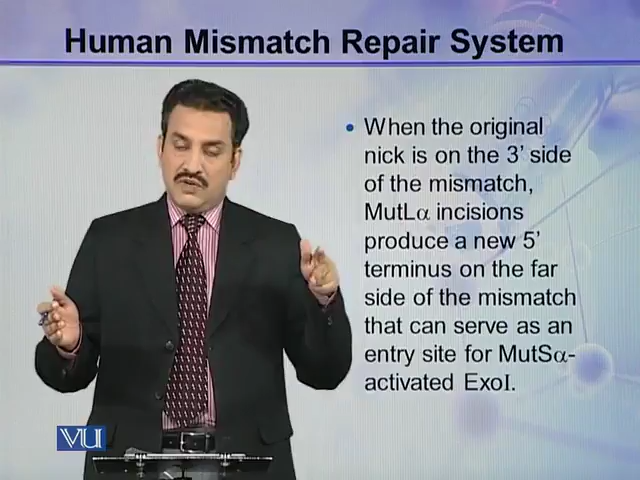 Human Mismatch Repair System
• When the original
nick is on the 3’ side
of the mismatch,
MutLα incisions
produce a new 5’
terminus on the far
side of the mismatch
that can serve as an
entry site for MutSα-
activated ExoI.
VU